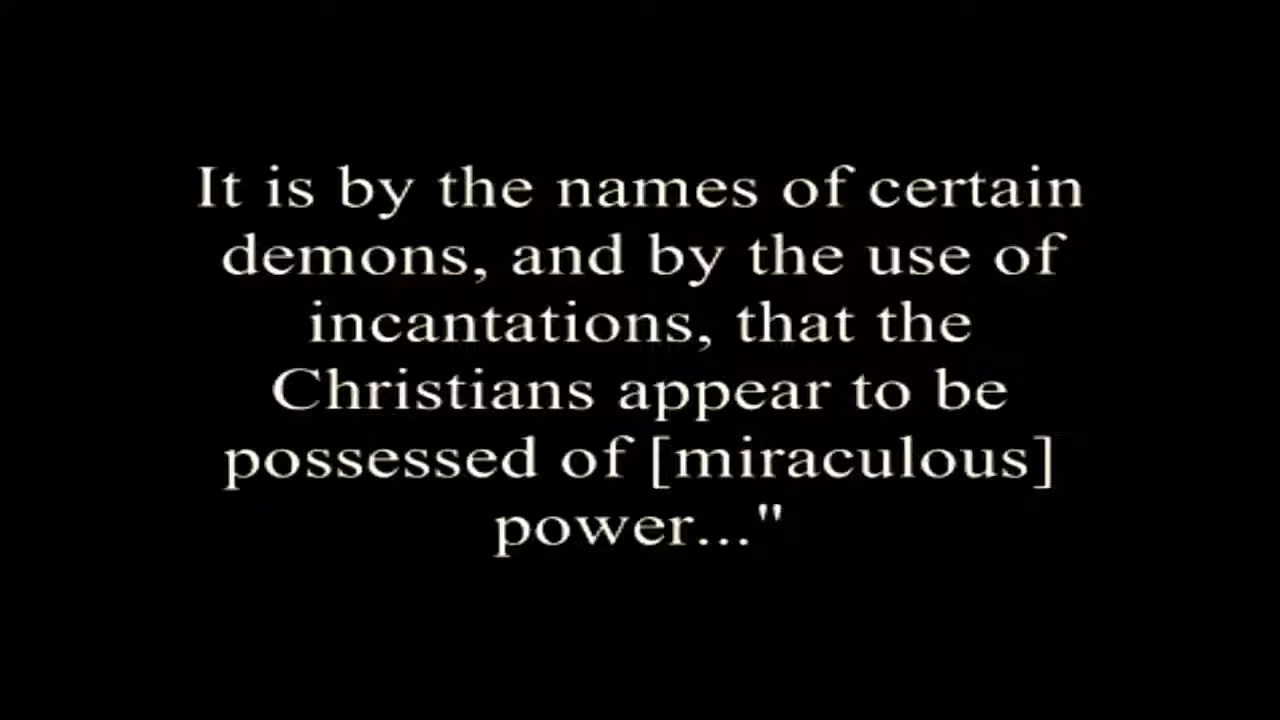 It is by the names of certain
demons, and by the use of
incantations, that the
Christians appear to be
possessed of [miraculous]
power..."